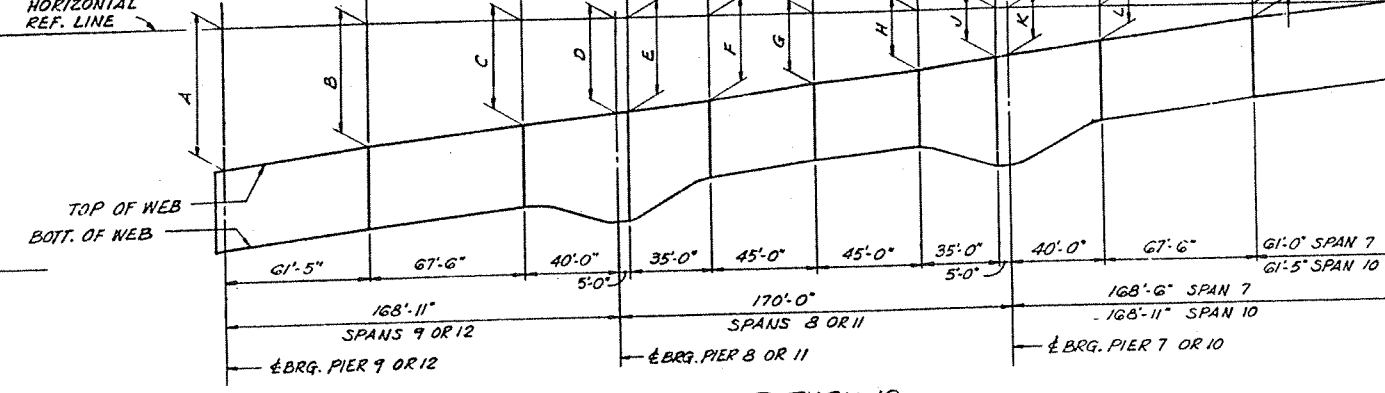 HORIZONTAL
REF. LINE
A
B
C
D
E
F
G
H
J
K
L
TOP OF WEB
BOTT. OF WEB
61'-5"
67'-6"
40'-0"
5'-0"
35'-0"
45'-0"
45'-0"
35'-0"
5'-0"
40'-0"
67'-6"
61'-0" SPAN 7
61'-5" SPAN 10
168'-11"
SPANS 9 OR 12
170'-0"
SPANS 8 OR 11
168'-6" SPAN 7
168'-11" SPAN 10
℄ BRG. PIER 9 OR 12
℄ BRG. PIER 8 OR 11
℄ BRG. PIER 7 OR 10